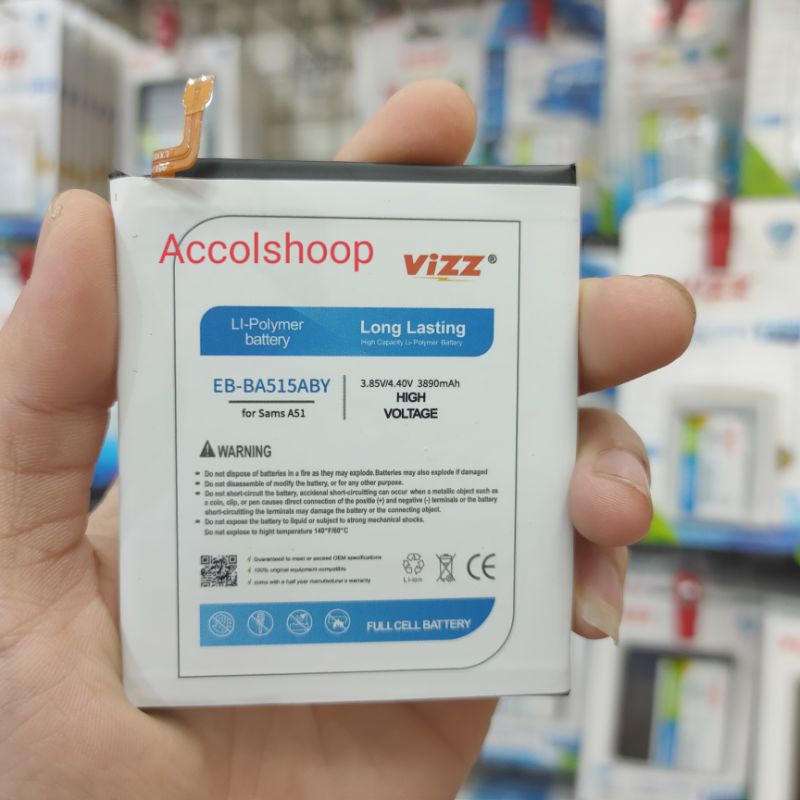 Accolshoop
ViZZ®
LI-Polymer
battery
Long Lasting
High Capacity Li- Polymer Battery
EB-BA515ABY
for Sams A51
3.85V/4.40V 3890mAh
HIGH
VOLTAGE
WARNING
Do not dispose of batteries in a fire as they may explode.Batteries may also explode if damaged
Do not disassemble of modify the battery, or for any reason.
Do not short-circuit the battery, accidenal short-circuitting can occur when a metallic object such as
a coin, clip, or pen causes direct connection of the positive (+) and negative (-) terminals or the battery
short-circuitting the terminals may damage the battery or the connecting object.
Do not expose the battery to liquid or subject to strong mechanical shocks.
Do not explose to hight temperature 140°F/60°C
Guaranteed to meet or exceed OEM specifications
100% original equipment compatible
coms with a half year manufaturer's warranty
Li-ion
CE
FULL CELL BATTERY